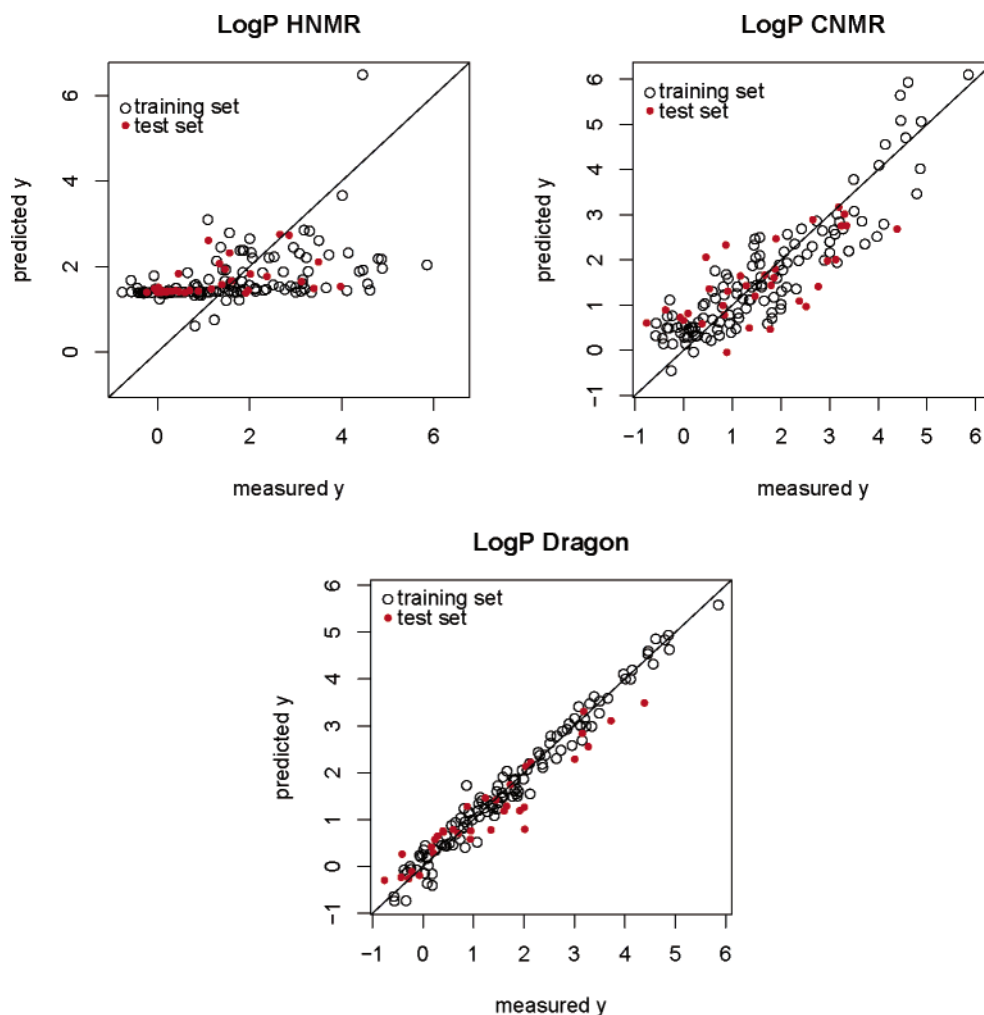 LogP HNMR
training set
test set
predicted y
6
4
2
0
0 2 4 6
measured y
LogP CNMR
training set
test set
predicted y
6
5
4
3
2
1
0
−1
−1 0 1 2 3 4 5 6
measured y
LogP Dragon
training set
test set
predicted y
6
5
4
3
2
1
0
−1
−1 0 1 2 3 4 5 6
measured y